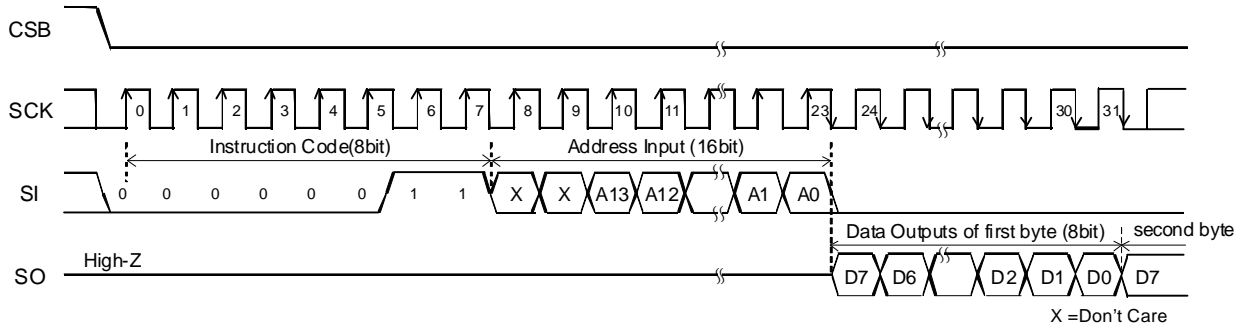 CSB
SCK 0 1 2 3 4 5 6 7 8 9 10 11 23 24 30 31
Instruction Code(8bit) Address Input (16bit)
SI 0 0 0 0 0 0 1 1 X X A13 A12 A1 A0
Data Outputs of first byte (8bit) second byte
High-Z
SO D7 D6 D2 D1 D0 D7
X =Don't Care